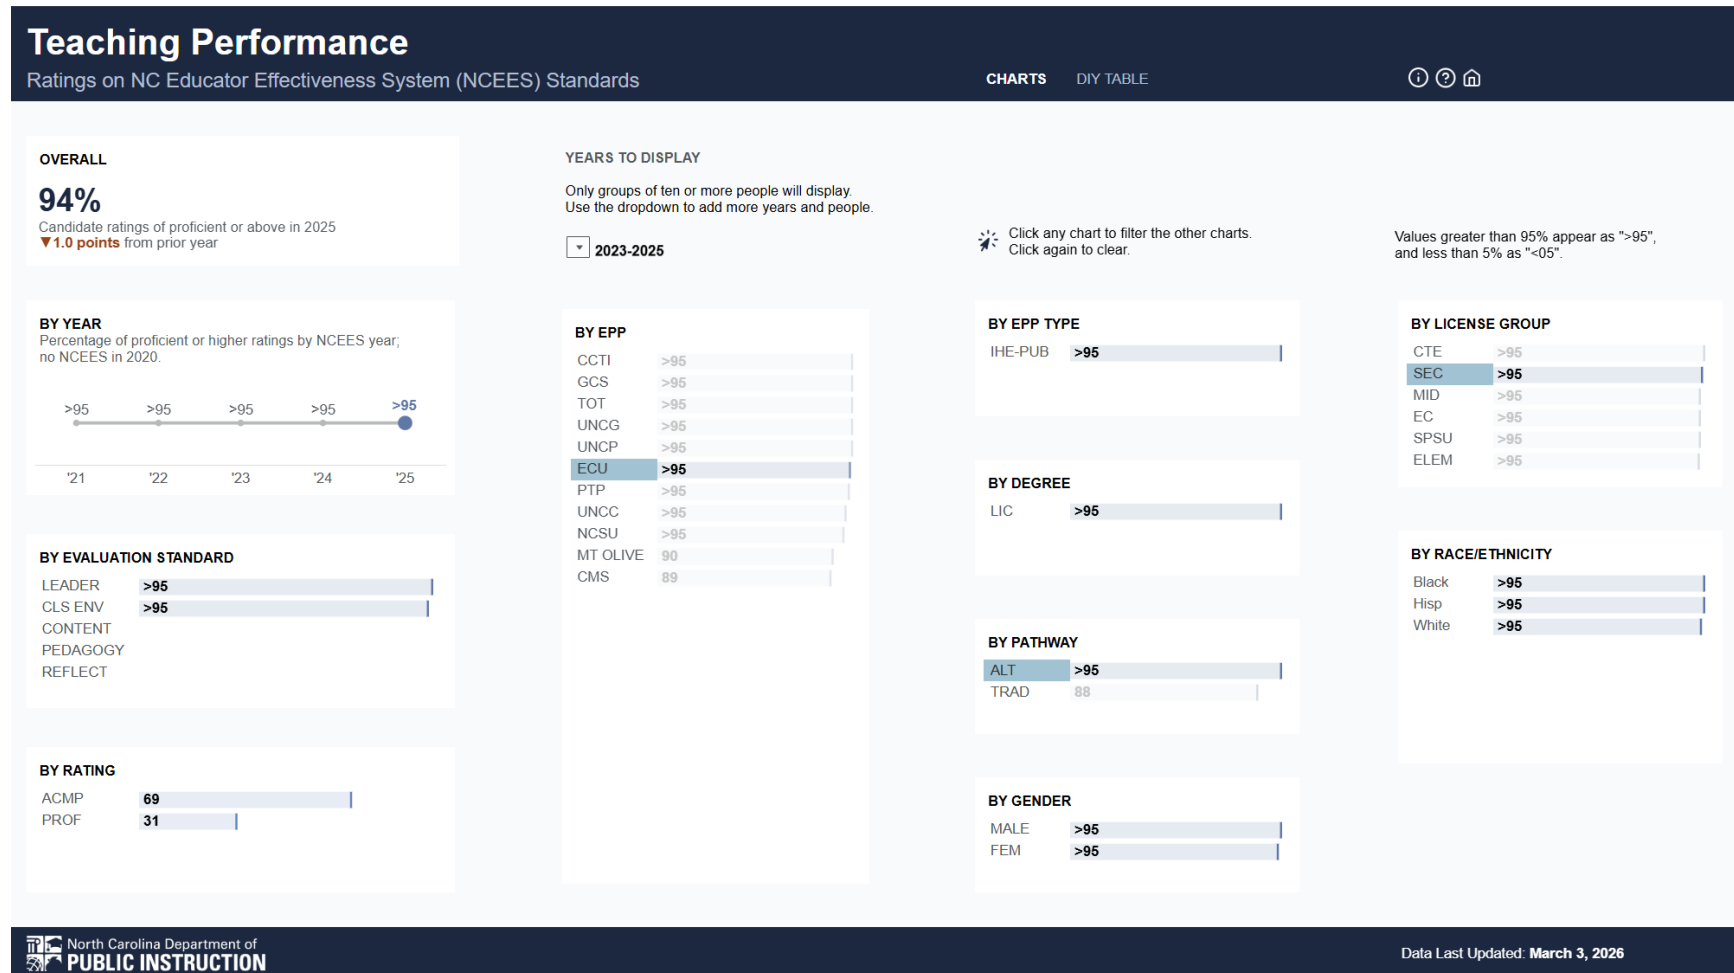 Teaching Performance
Ratings on NC Educator Effectiveness System (NCEES) Standards
CHARTS
DIY TABLE
OVERALL
94%
Candidate ratings of proficient or above in 2025
▼1.0 points from prior year
YEARS TO DISPLAY
Only groups of ten or more people will display.
Use the dropdown to add more years and people.
2023-2025
Click any chart to filter the other charts.
Click again to clear.
Values greater than 95% appear as ">95",
and less than 5% as "<05".
BY YEAR
Percentage of proficient or higher ratings by NCEES year;
no NCEES in 2020.
>95 >95 >95 >95 >95
'21 '22 '23 '24 '25
BY EVALUATION STANDARD
LEADER >95
CLS ENV >95
CONTENT
PEDAGOGY
REFLECT
BY RATING
ACMP 69
PROF 31
BY EPP
CCTI >95
GCS >95
TOT >95
UNCG >95
UNCP >95
ECU >95
PTP >95
UNCC >95
NCSU >95
MT OLIVE 90
CMS 89
BY EPP TYPE
IHE-PUB >95
BY DEGREE
LIC >95
BY PATHWAY
ALT >95
TRAD 88
BY GENDER
MALE >95
FEM >95
BY LICENSE GROUP
CTE >95
SEC >95
MID >95
EC >95
SPSU >95
ELEM >95
BY RACE/ETHNICITY
Black >95
Hisp >95
White >95
North Carolina Department of
PUBLIC INSTRUCTION
Data Last Updated: March 3, 2026